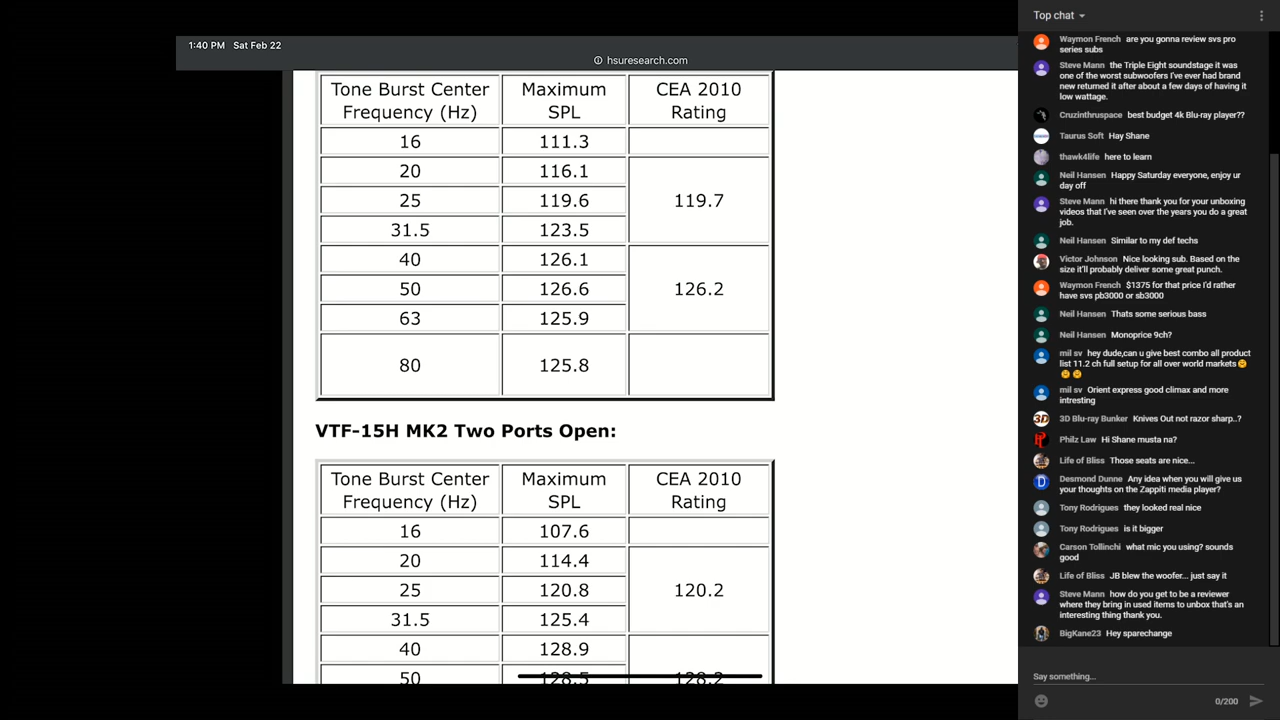 1:40 PM Sat Feb 22
hsuresearch.com
Tone Burst Center Frequency (Hz) Maximum SPL CEA 2010 Rating
16 111.3
20 116.1
25 119.6 119.7
31.5 123.5
40 126.1
50 126.6 126.2
63 125.9
80 125.8
VTF-15H MK2 Two Ports Open:
Tone Burst Center Frequency (Hz) Maximum SPL CEA 2010 Rating
16 107.6
20 114.4
25 120.8 120.2
31.5 125.4
40 128.9
50 128.5 128.2
Top chat
Waymon French are you gonna review svs pro
series subs
Steve Mann the Triple Eight soundstage it was
one of the worst subwoofers I've ever had brand
new returned it after about a few days of having it
low wattage.
Cruzinthruspace best budget 4k Blu-ray player??
Taurus Soft Hay Shane
thawk4life here to learn
Neil Hansen Happy Saturday everyone, enjoy ur
day off
Steve Mann hi there thank you for your unboxing
videos that I've seen over the years you do a great
job.
Neil Hansen Similar to my def techs
Victor Johnson Nice looking sub. Based on the
size it'll probably deliver some great punch.
Waymon French $1375 for that price I'd rather
have svs pb3000 or sb3000
Neil Hansen Thats some serious bass
Neil Hansen Monoprice 9ch?
mil sv hey dude,can u give best combo all product
list 11.2 ch full setup for all over world markets
mil sv Orient express good climax and more
intresting
3D Blu-ray Bunker Knives Out not razor sharp..?
Philz Law Hi Shane musta na?
Life of Bliss Those seats are nice...
Desmond Dunne Any idea when you will give us
your thoughts on the Zappiti media player?
Tony Rodrigues they looked real nice
Tony Rodrigues is it bigger
Carson Tollinchi what mic you using? sounds
good
Life of Bliss JB blew the woofer... just say it
Steve Mann how do you get to be a reviewer
where they bring in used items to unbox that's an
interesting thing thank you.
BigKane23 Hey sparechange
Say something...
0/200